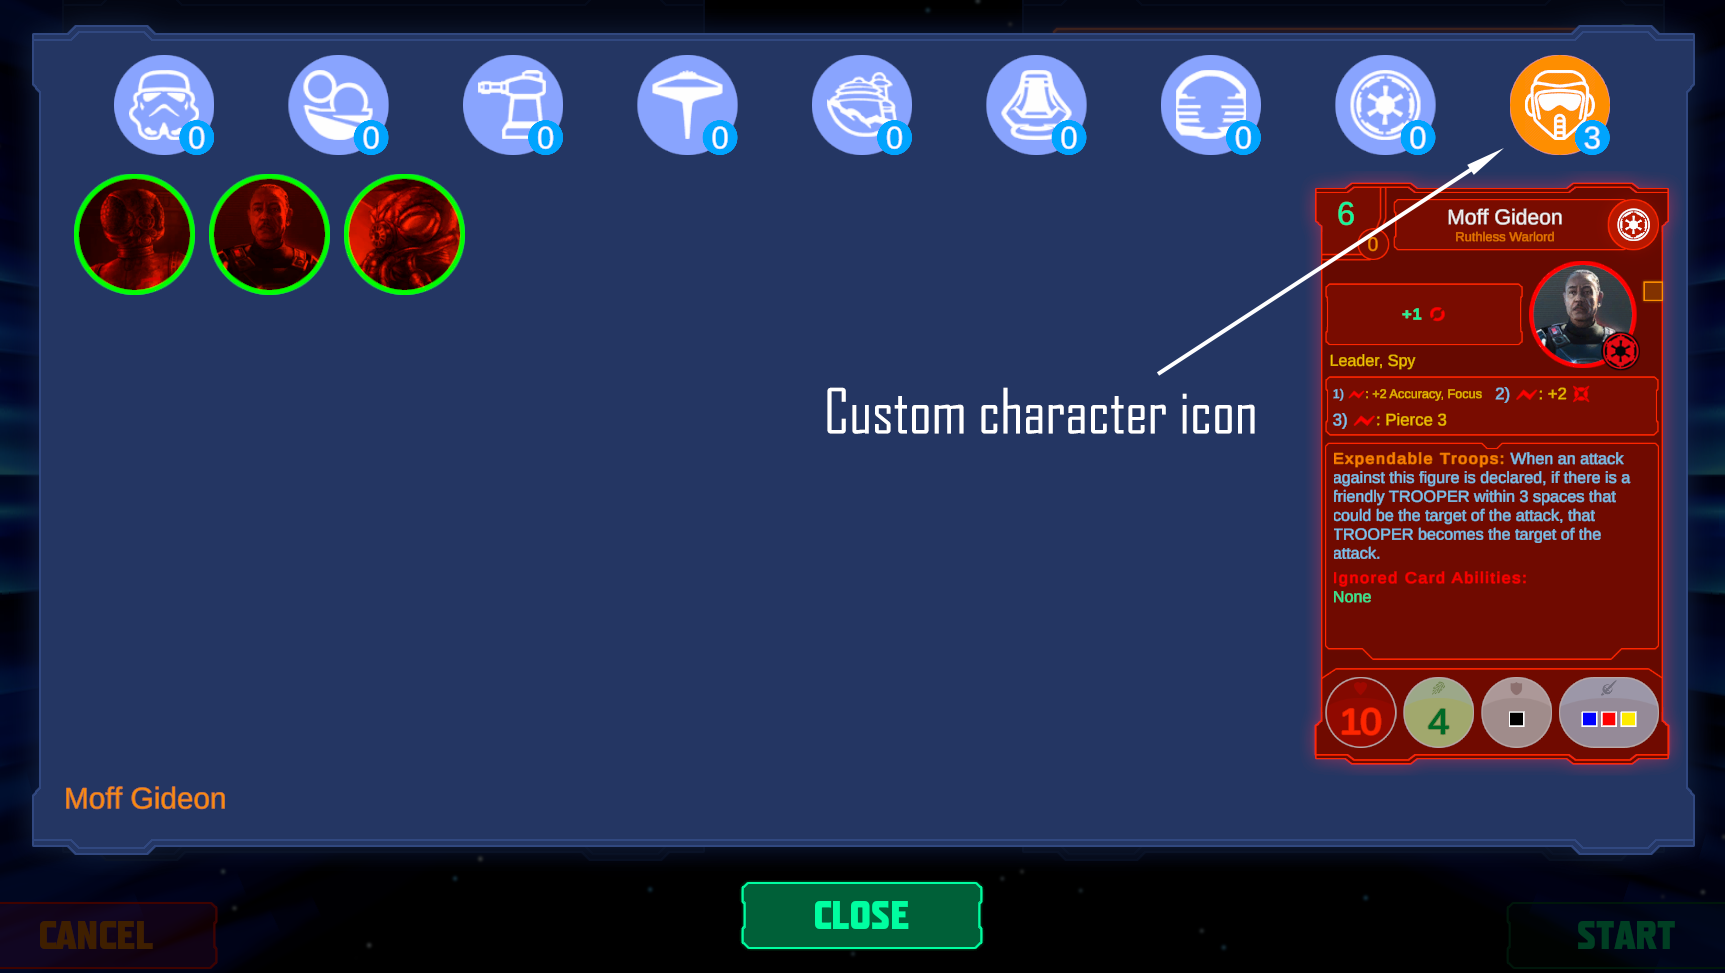 0
0
0
0
0
0
0
0
3
6
0
Moff Gideon
Ruthless Warlord
+1
Leader, Spy
1) : +2 Accuracy, Focus 2) : +2
3) : Pierce 3
Custom character icon
Expendable Troops: When an attack
against this figure is declared, if there is a
friendly TROOPER within 3 spaces that
could be the target of the attack, that
TROOPER becomes the target of the
attack.
Ignored Card Abilities:
None
10
4
Moff Gideon
CLOSE
CANCEL
START